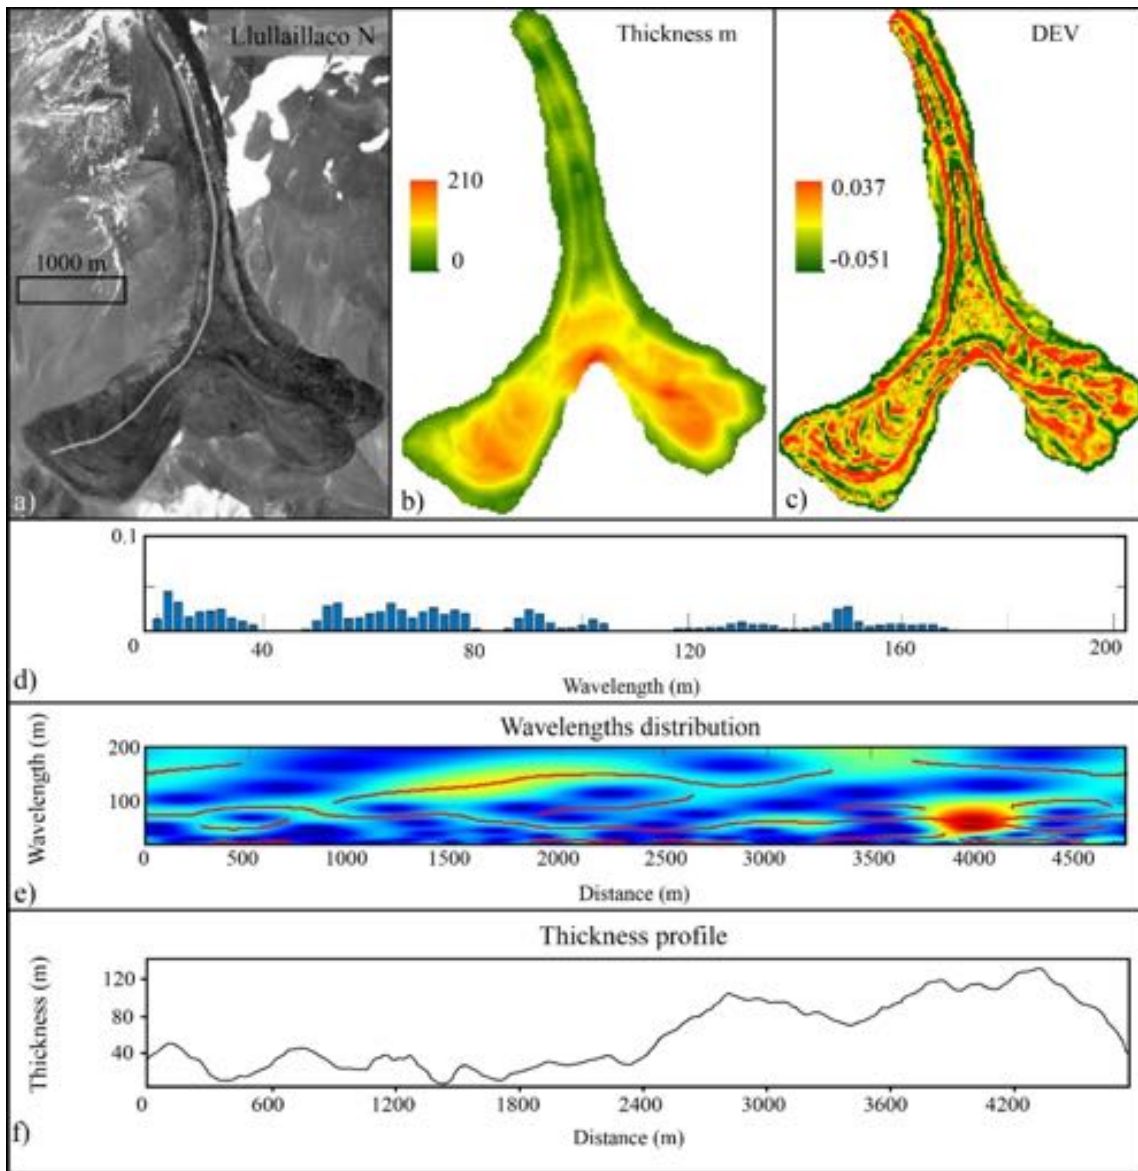 Llullaillaco N
1000 m
a)
Thickness m
210
0
b)
DEV
0.037
-0.051
c)
0.1
0
40
80
120
160
200
Wavelength (m)
d)
Wavelengths distribution
Wavelength (m)
200
100
0
500
1000
1500
2000
2500
3000
3500
4000
4500
Distance (m)
e)
Thickness profile
Thickness (m)
120
80
40
0
600
1200
1800
2400
3000
3600
4200
Distance (m)
f)